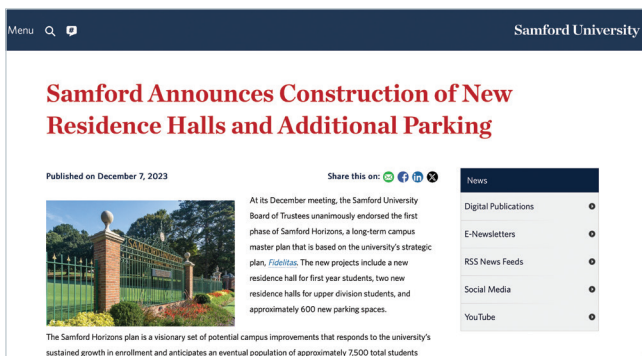 Menu
Samford University
Samford Announces Construction of New
Residence Halls and Additional Parking
Published on December 7, 2023
Share this on:
At its December meeting, the Samford University
Board of Trustees unanimously endorsed the first
phase of Samford Horizons, a long-term campus
master plan that is based on the university's strategic
plan, Fidelitas. The new projects include a new
residence hall for first year students, two new
residence halls for upper division students, and
approximately 600 new parking spaces.
The Samford Horizons plan is a visionary set of potential campus improvements that responds to the university's
sustained growth in enrollment and anticipates an eventual population of approximately 7,500 total students
News
Digital Publications
E-Newsletters
RSS News Feeds
Social Media
YouTube